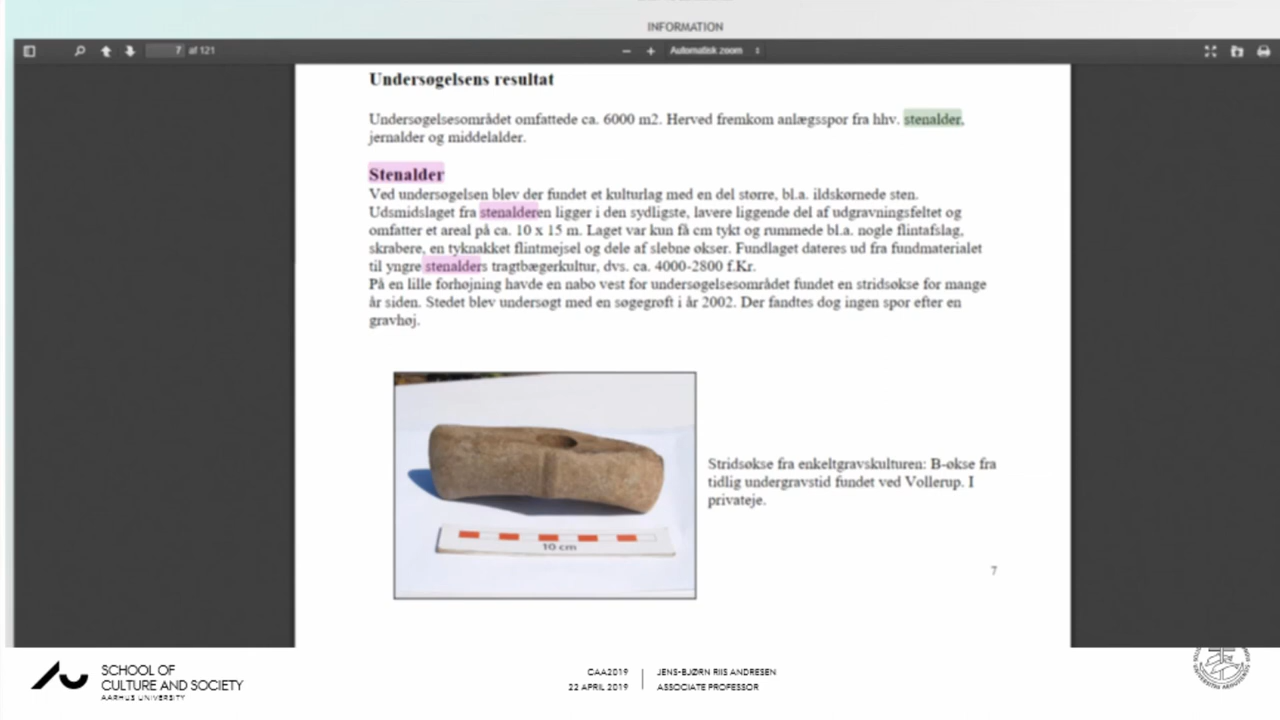 INFORMATION
7 af 121
Automatisk zoom
Undersøgelsens resultat
Undersøgelsesområdet omfattede ca. 6000 m2. Herved fremkom anlægsspor fra hhv. stenalder,
jernalder og middelalder.
Stenalder
Ved undersøgelsen blev der fundet et kulturlag med en del større, bl.a. ildskørnede sten.
Udsmidslaget fra stenalderen ligger i den sydligste, lavere liggende del af udgravningsfeltet og
omfatter et areal på ca. 10 x 15 m. Laget var kun få cm tykt og rummede bl.a. nogle flintafslag,
skrabere, en tyknakket flintmejsel og dele af slebne økser. Fundlaget dateres ud fra fundmaterialet
til yngre stenalders tragtbægerkultur, dvs. ca. 4000-2800 f.Kr.
På en lille forhøjning havde en nabo vest for undersøgelsesområdet fundet en stridsøkse for mange
år siden. Stedet blev undersøgt med en søgegrøft i år 2002. Der fandtes dog ingen spor efter en
gravhøj.
10 cm
Stridsøkse fra enkeltgravskulturen: B-økse fra
tidlig undergravstid fundet ved Vollerup. I
privateje.
7
SCHOOL OF
CULTURE AND SOCIETY
AARHUS UNIVERSITY
CAA2019
22 APRIL 2019
JENS-BJØRN RIIS ANDRESEN
ASSOCIATE PROFESSOR